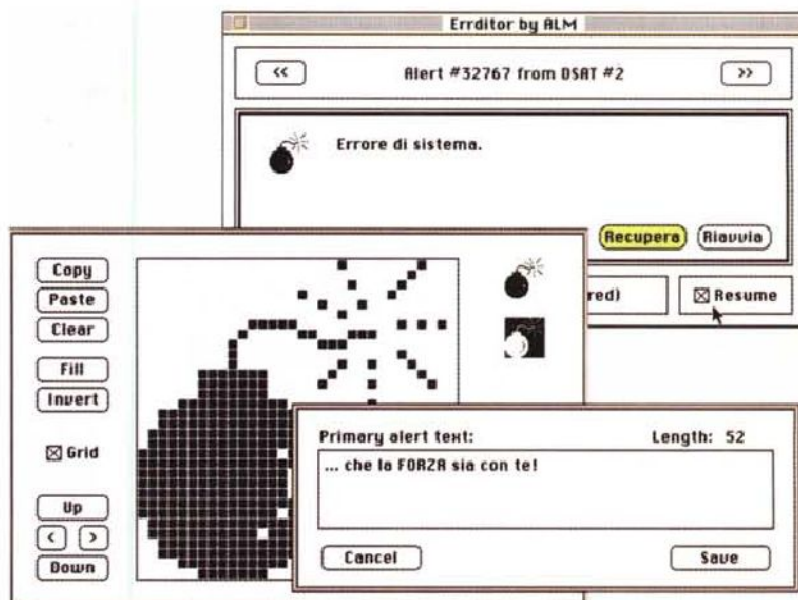 Errditor by ALM
<<
Alert #32767 from DSAT #2
>>
Errore di sistema.
Recupera
Riavvia
red)
Resume
Copy
Paste
Clear
Fill
Invert
Grid
Up
<
>
Down
Primary alert text:
Length: 52
... che la FORZA sia con te!
Cancel
Save